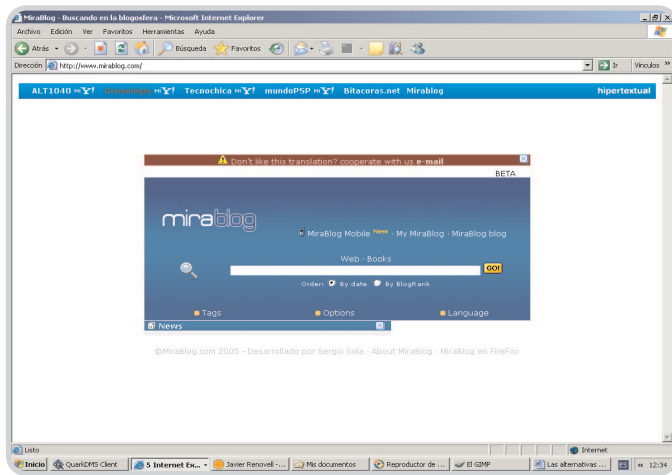 MiraBlog - Buscando en la blogosfera - Microsoft Internet Explorer
Archivo Edición Ver Favoritos Herramientas Ayuda
Atrás Búsqueda Favoritos
Dirección http://www.mirablog.com/ Ir Vínculos »
ALT1040 Tecnochica mundoPSP Bitacoras.net Mirablog hipertextual
Don't like this translation? cooperate with us e-mail
BETA
mirablog
MiraBlog Mobile New · My MiraBlog · MiraBlog blog
Web · Books
GO!
Order: By date By BlogRank
Tags Options Language
News
©MiraBlog.com 2005 - Desarrollado por Sergio Sola · About MiraBlog · MiraBlog en FireFox
Listo Internet
Inicio QuarkDMS Client 5 Internet Ex... Javier Renovell -... Mis documentos Reproductor de ... El GIMP Las alternativas ... ES « 12:34